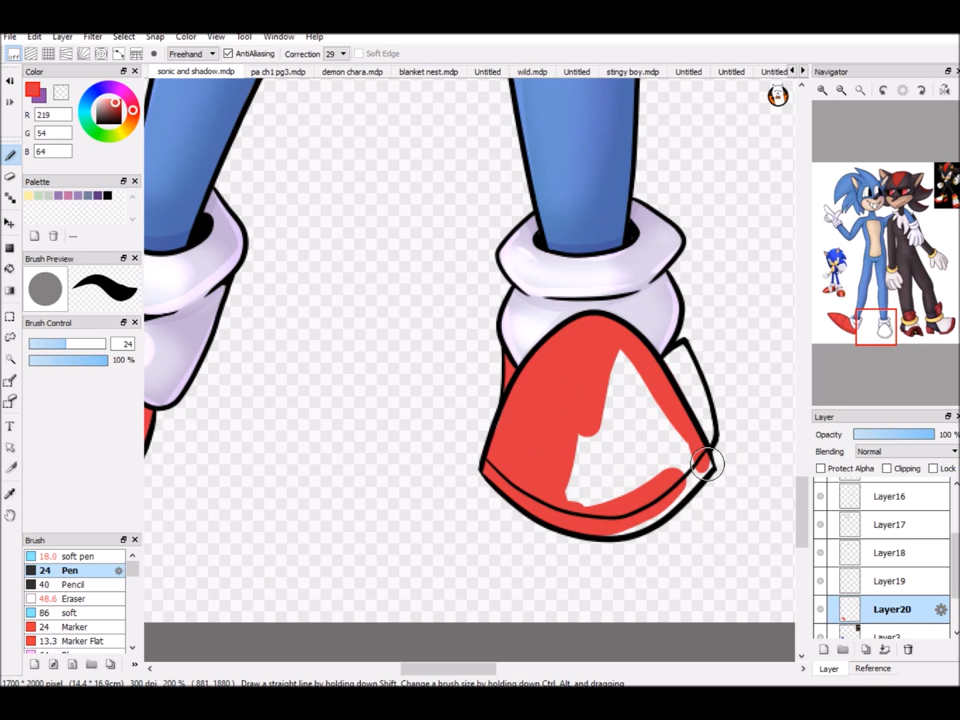 File Edit Layer Filter Select Snap Color View Tool Window Help
Freehand AntiAliasing Correction 29 Soft Edge
Color
sonic and shadow.mdp pa ch1 pg3.mdp demon chara.mdp blanket nest.mdp Untitled wild.mdp Untitled stingy boy.mdp Untitled Untitled Untitled
Navigator
R 219
G 54
B 64
Palette
---
Brush Preview
Brush Control
24
100 %
Layer
Opacity 100 %
Blending Normal
Protect Alpha Clipping Lock
Layer16
Layer17
Layer18
Layer19
Layer20
Layer3
Brush
18.0 soft pen
24 Pen
40 Pencil
48.6 Eraser
86 soft
24 Marker
13.3 Marker Flat
Layer Reference
1700 * 2000 pixel (14.4 * 16.9cm) 300 dpi 200 % ( 881, 1880 ) Draw a straight line by holding down Shift, Change a brush size by holding down Ctrl, Alt, and dragging